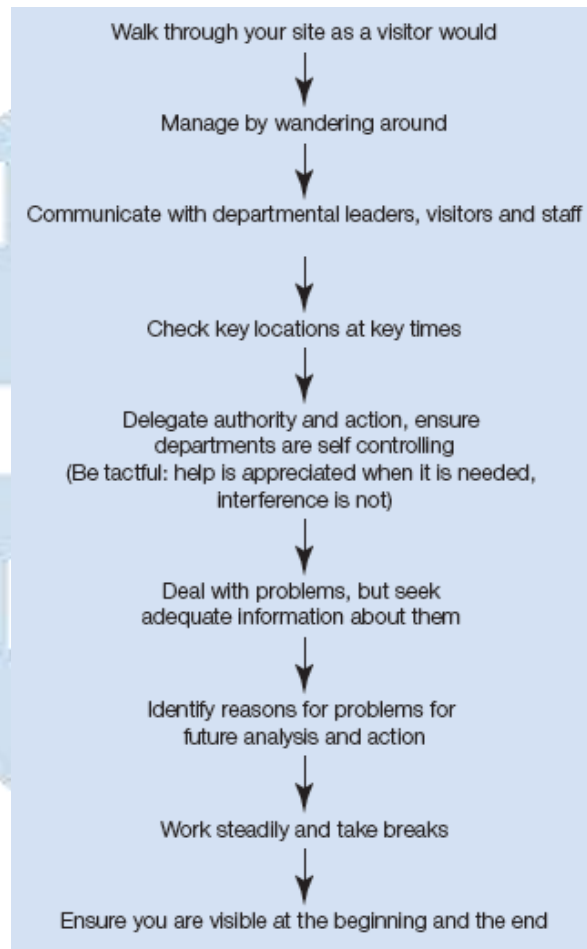 Walk through your site as a visitor would
Manage by wandering around
Communicate with departmental leaders, visitors and staff
Check key locations at key times
Delegate authority and action, ensure
departments are self controlling
(Be tactful: help is appreciated when it is needed,
interference is not)
Deal with problems, but seek
adequate information about them
Identify reasons for problems for
future analysis and action
Work steadily and take breaks
Ensure you are visible at the beginning and the end